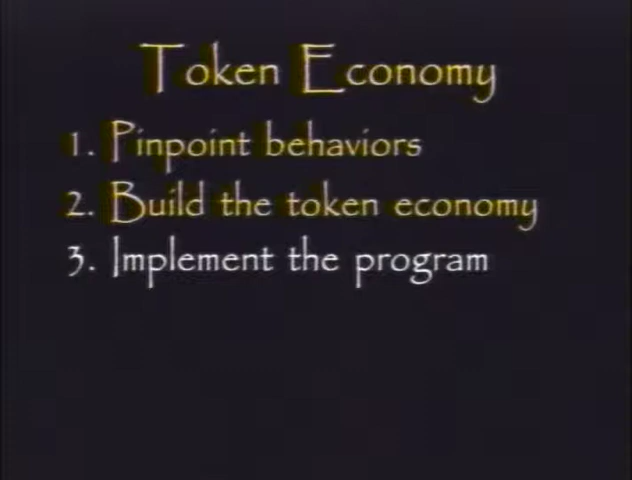 Token Economy
1. Pinpoint behaviors
2. Build the token economy
3. Implement the program